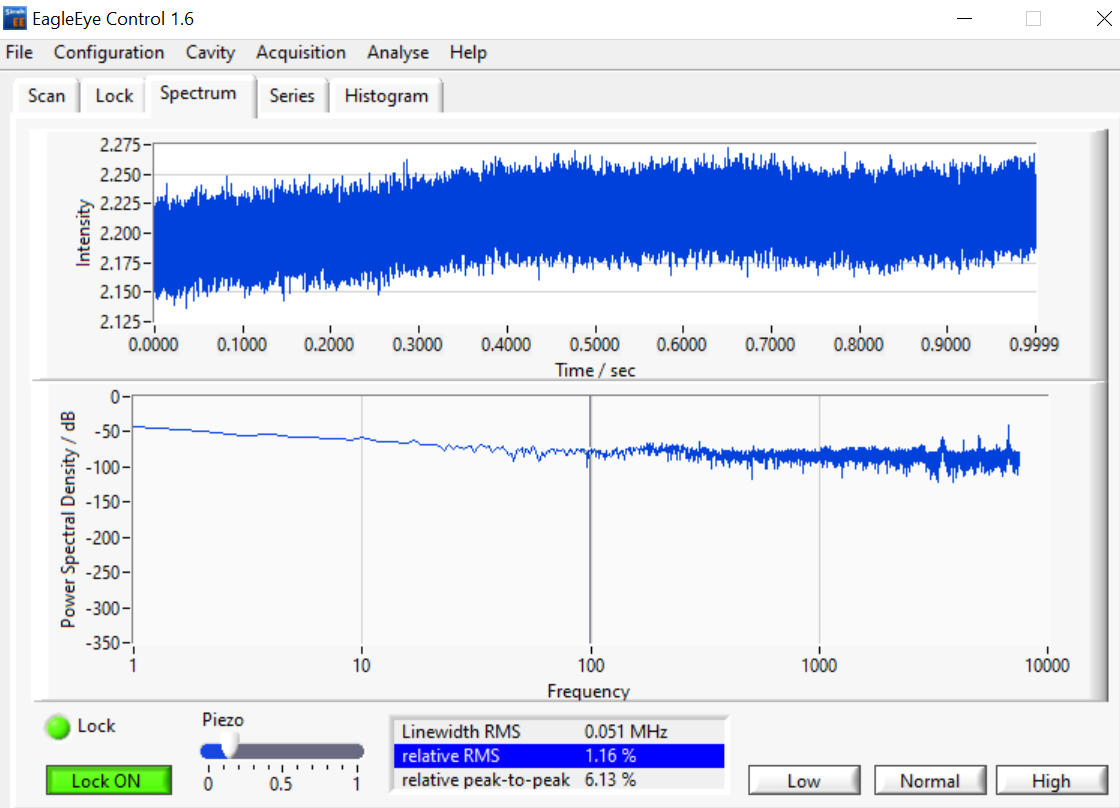 EagleEye Control 1.6
File Configuration Cavity Acquisition Analyse Help
Scan Lock Spectrum Series Histogram
2.275
2.250
2.225
2.200
2.175
2.150
2.125
Intensity
0.0000 0.1000 0.2000 0.3000 0.4000 0.5000 0.6000 0.7000 0.8000 0.9000 0.9999
Time / sec
0
-50
-100
-150
-200
-250
-300
-350
Power Spectral Density / dB
1 10 100 1000 10000
Frequency
Lock
Lock ON
Piezo
0 0.5 1
Linewidth RMS 0.051 MHz
relative RMS 1.16 %
relative peak-to-peak 6.13 %
Low Normal High